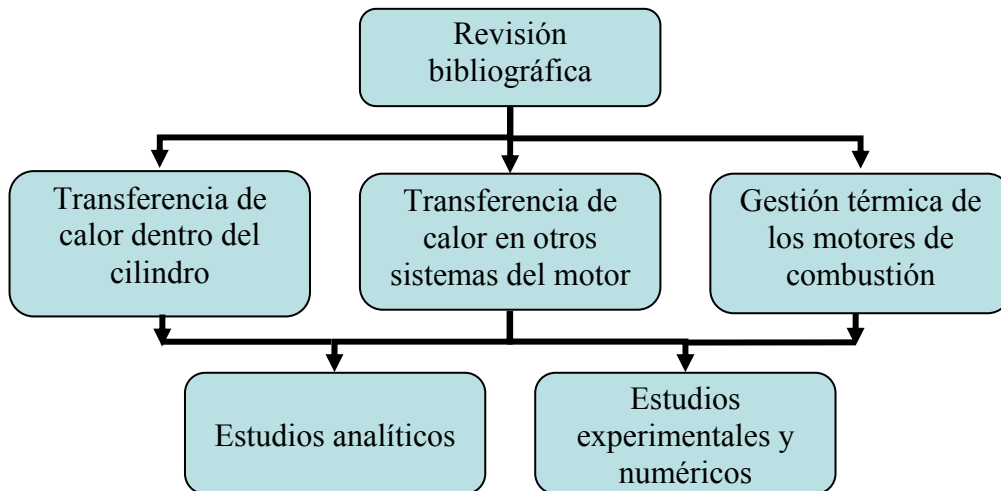 Revisión
bibliográfica
Transferencia de
calor dentro del
cilindro
Transferencia de
calor en otros
sistemas del motor
Gestión térmica de
los motores de
combustión
Estudios analíticos
Estudios
experimentales y
numéricos